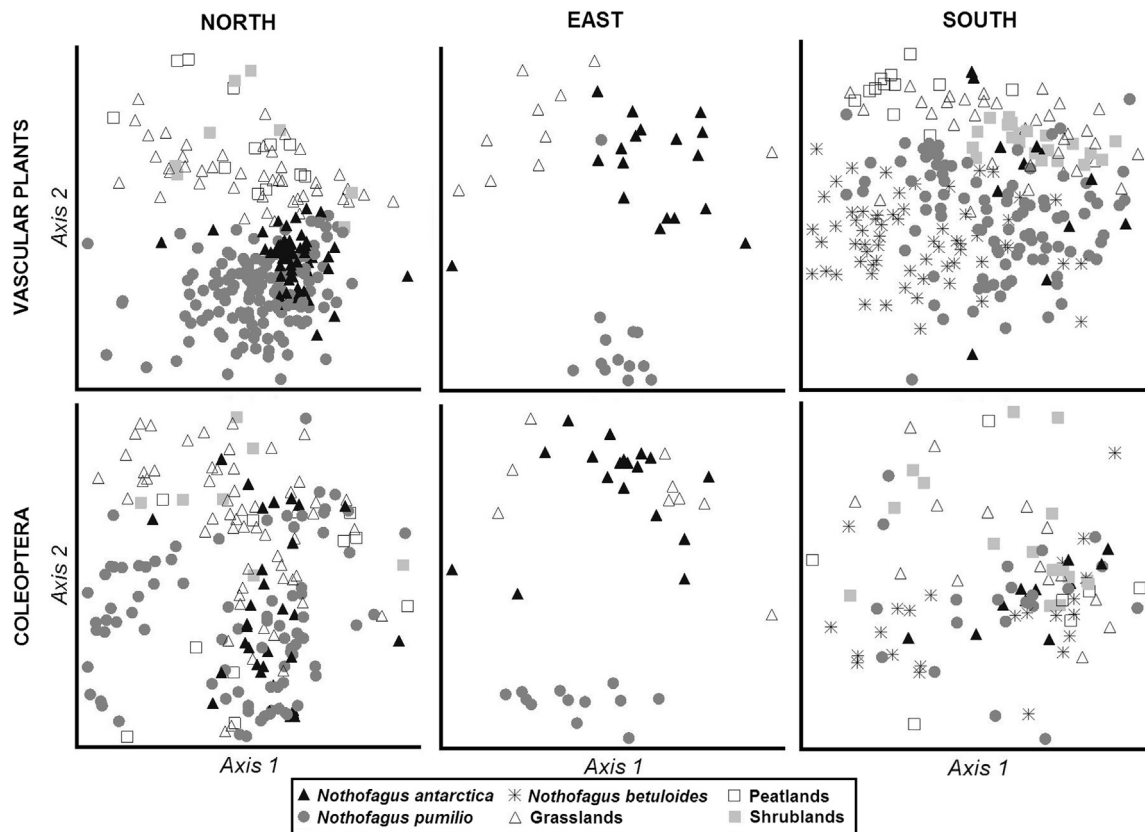 NORTH EAST SOUTH
VASCULAR PLANTS
Axis 2
COLEOPTERA
Axis 2
Axis 1 Axis 1 Axis 1
Nothofagus antarctica Nothofagus betuloides Peatlands
Nothofagus pumilio Grasslands Shrublands